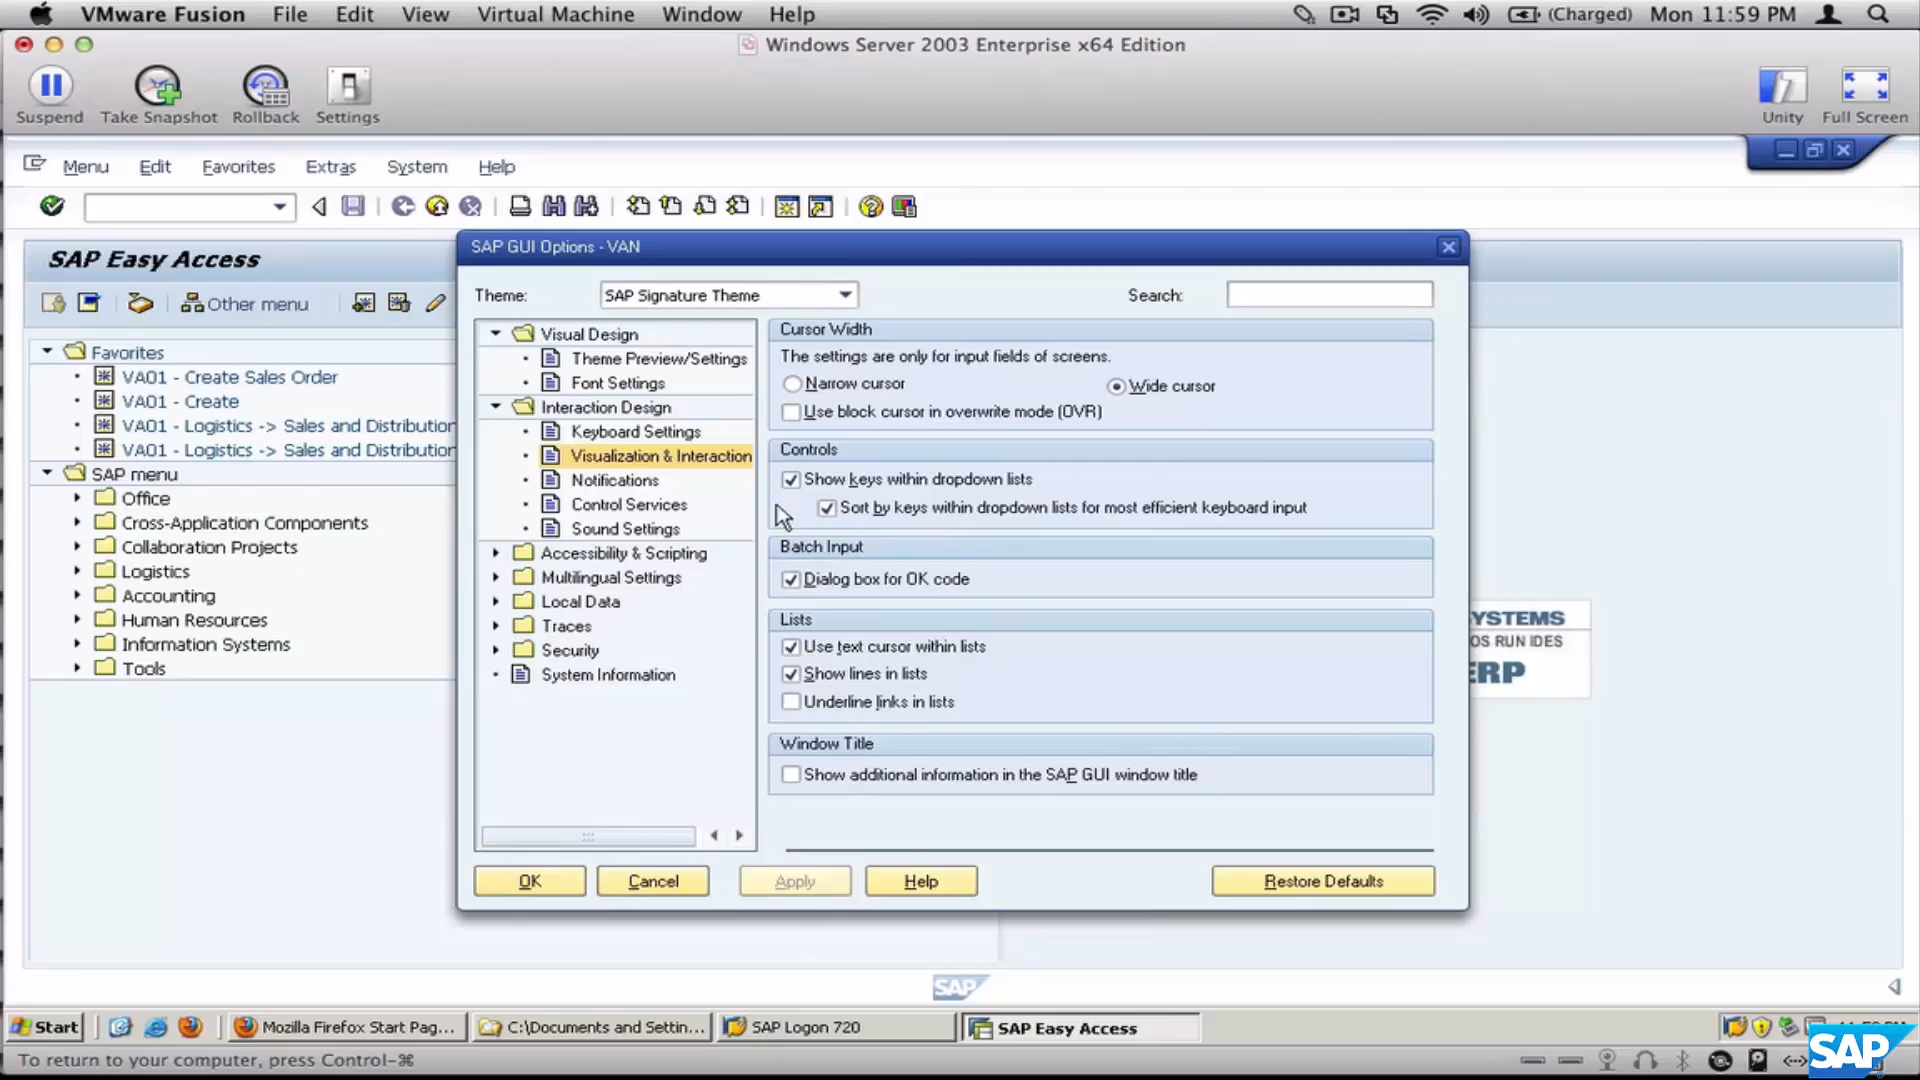 VMware Fusion File Edit View Virtual Machine Window Help (Charged) Mon 11:59 PM
Windows Server 2003 Enterprise x64 Edition
Suspend Take Snapshot Rollback Settings Unity Full Screen
Menu Edit Favorites Extras System Help
SAP Easy Access
Other menu
Favorites
VA01 - Create Sales Order
VA01 - Create
VA01 - Logistics -> Sales and Distribution
VA01 - Logistics -> Sales and Distribution
SAP menu
Office
Cross-Application Components
Collaboration Projects
Logistics
Accounting
Human Resources
Information Systems
Tools
SAP GUI Options - VAN
Theme: SAP Signature Theme Search:
Visual Design
Theme Preview/Settings
Font Settings
Interaction Design
Keyboard Settings
Visualization & Interaction
Notifications
Control Services
Sound Settings
Accessibility & Scripting
Multilingual Settings
Local Data
Traces
Security
System Information
Cursor Width
The settings are only for input fields of screens.
Narrow cursor Wide cursor
Use block cursor in overwrite mode (OVR)
Controls
Show keys within dropdown lists
Sort by keys within dropdown lists for most efficient keyboard input
Batch Input
Dialog box for OK code
Lists
Use text cursor within lists
Show lines in lists
Underline links in lists
Window Title
Show additional information in the SAP GUI window title
OK Cancel Apply Help Restore Defaults
YSTEMS
OS RUN IDES
ERP
SAP
Start Mozilla Firefox Start Pag... C:\Documents and Settin... SAP Logon 720 SAP Easy Access
To return to your computer, press Control-⌘
SAP